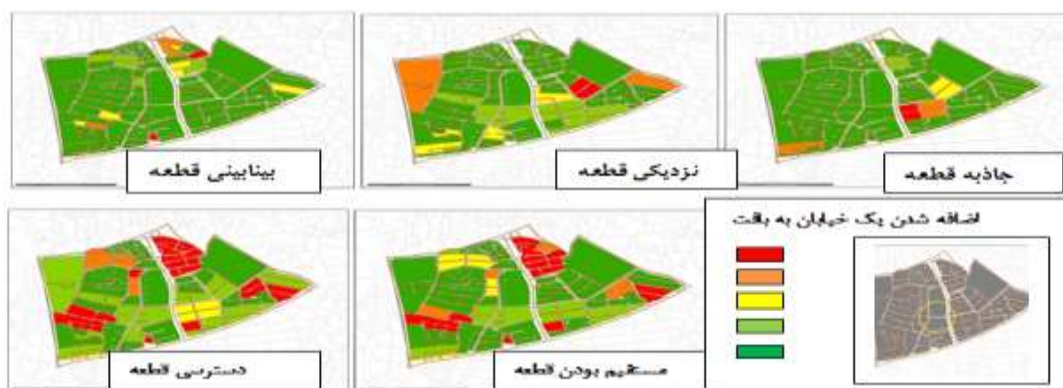 جاذبه قطعه
نزدیکی قطعه
بینابینی قطعه
اضافه شدن یک خیابان به بافت
مستقیم بودن قطعه
دسترسی قطعه